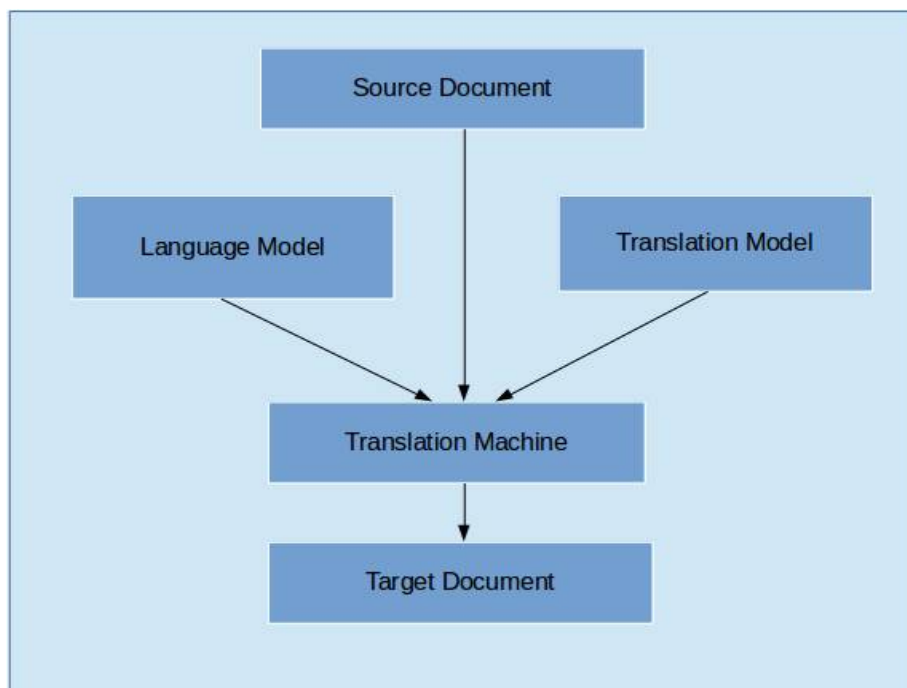 Source Document
Language Model
Translation Model
Translation Machine
Target Document